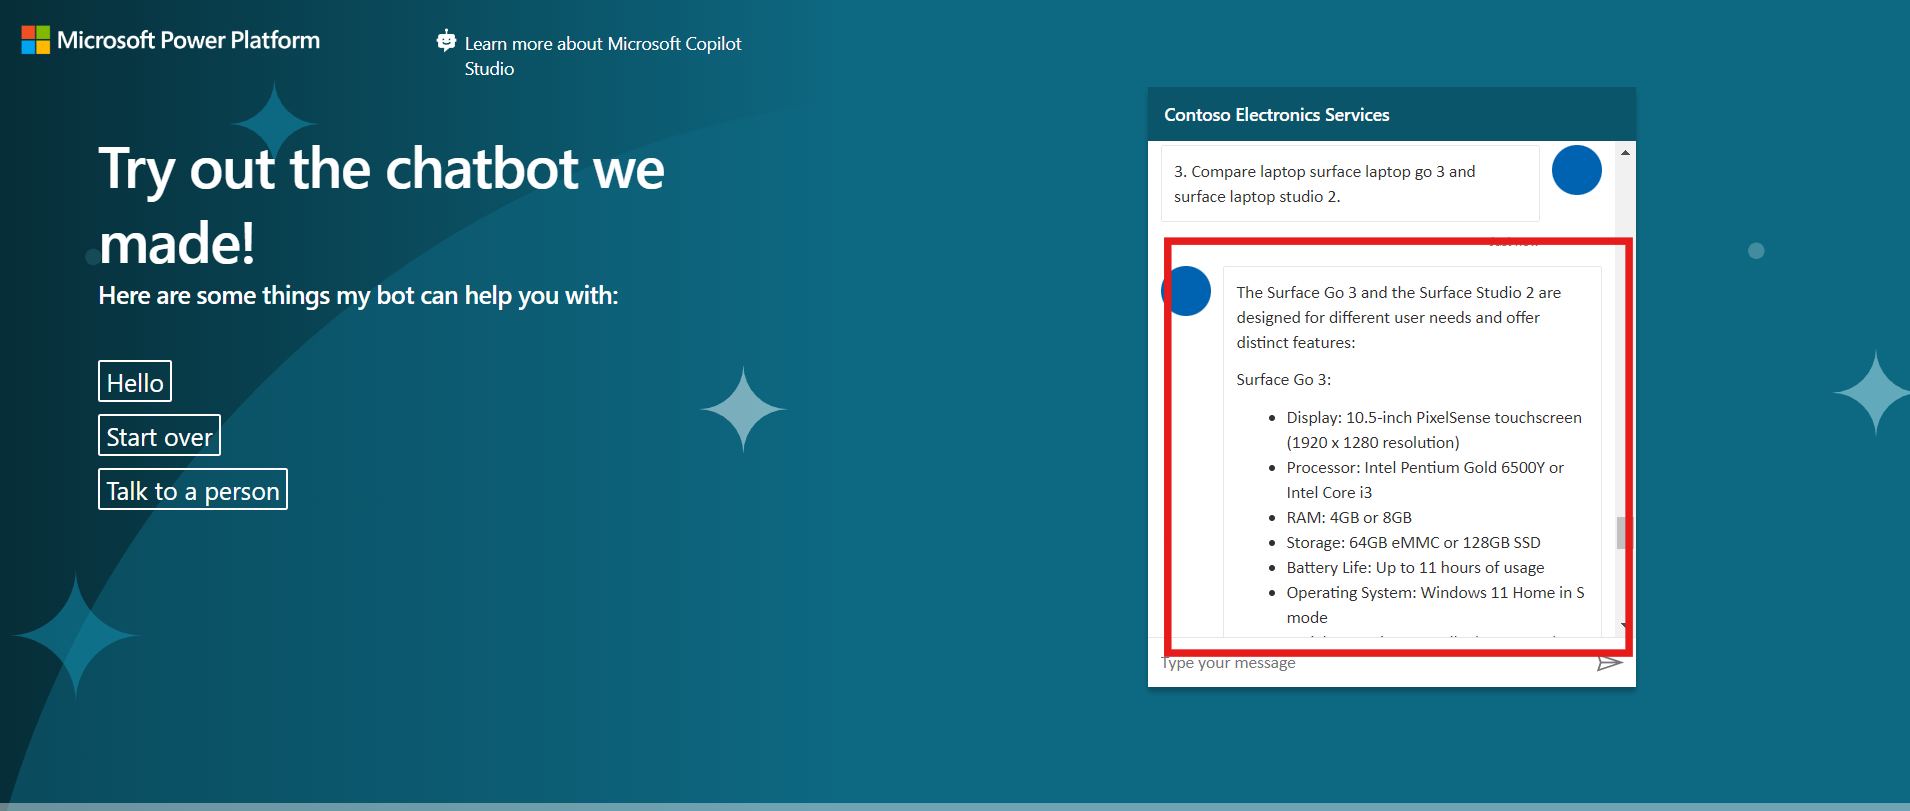 Microsoft Power Platform
Learn more about Microsoft Copilot
Studio
Try out the chatbot we
made!
Here are some things my bot can help you with:
Hello
Start over
Talk to a person
Contoso Electronics Services
3. Compare laptop surface laptop go 3 and
surface laptop studio 2.
The Surface Go 3 and the Surface Studio 2 are
designed for different user needs and offer
distinct features:
Surface Go 3:
• Display: 10.5-inch PixelSense touchscreen
(1920 x 1280 resolution)
• Processor: Intel Pentium Gold 6500Y or
Intel Core i3
• RAM: 4GB or 8GB
• Storage: 64GB eMMC or 128GB SSD
• Battery Life: Up to 11 hours of usage
• Operating System: Windows 11 Home in S
mode
Type your message